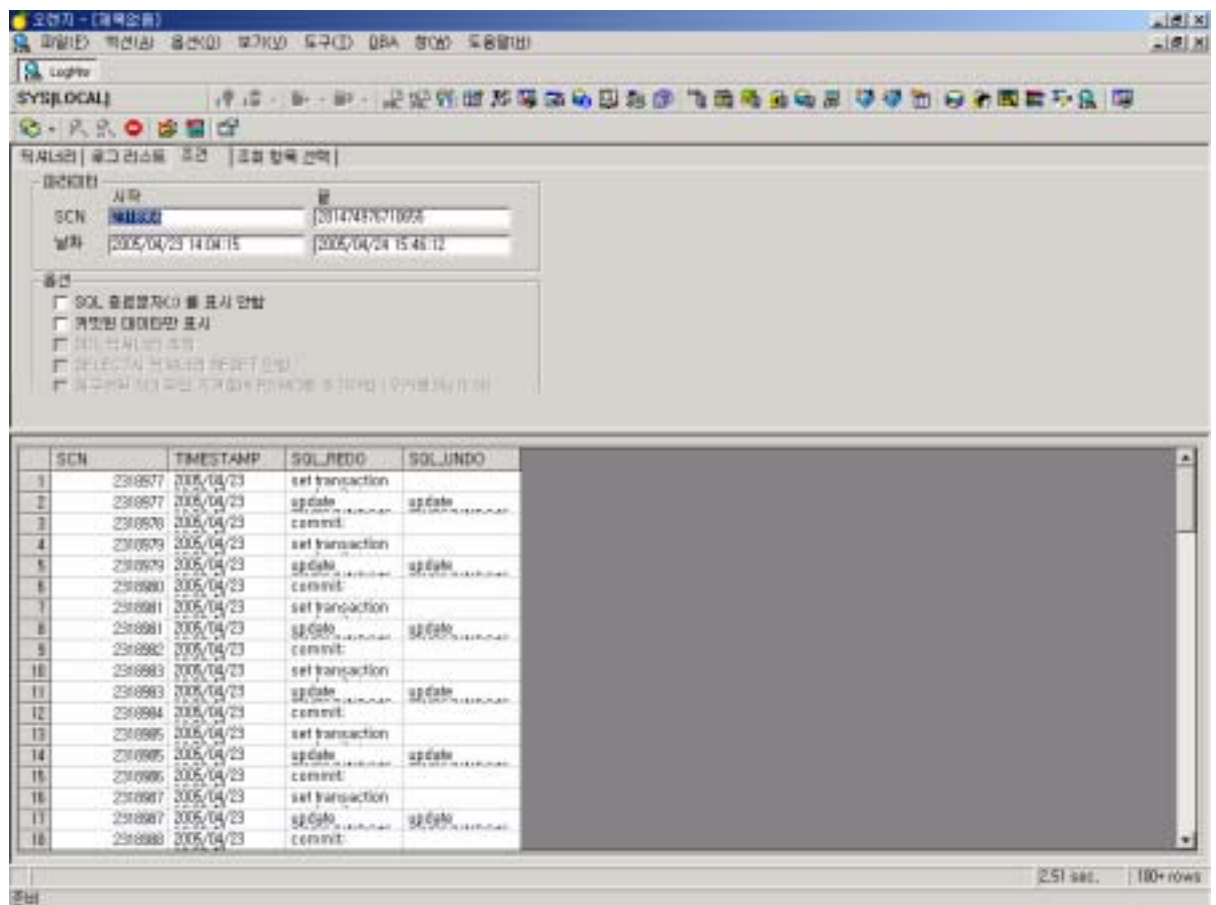 오렌지 - [제목없음]
파일(F) 액션(A) 옵션(O) 보기(V) 도구(T) DBA 창(W) 도움말(H)
LogMnr
SYS[LOCAL]
딕셔너리 로그 리스트 조건 조회 항목 선택
파라미터
시작 끝
SCN 281474976710655
날짜 2005/04/23 14:04:15 2005/04/24 15:46:12
옵션
SQL 종료문자(;) 를 표시 안함
커밋된 데이터만 표시
SCN TIMESTAMP SQL_REDO SQL_UNDO
1 2318977 2005/04/23 set transaction
2 2318977 2005/04/23 update update
3 2318978 2005/04/23 commit;
4 2318979 2005/04/23 set transaction
5 2318979 2005/04/23 update update
6 2318980 2005/04/23 commit;
7 2318981 2005/04/23 set transaction
8 2318981 2005/04/23 update update
9 2318982 2005/04/23 commit;
10 2318983 2005/04/23 set transaction
11 2318983 2005/04/23 update update
12 2318984 2005/04/23 commit;
13 2318985 2005/04/23 set transaction
14 2318985 2005/04/23 update update
15 2318986 2005/04/23 commit;
16 2318987 2005/04/23 set transaction
17 2318987 2005/04/23 update update
18 2318988 2005/04/23 commit;
2.51 sec. 180+ rows
준비